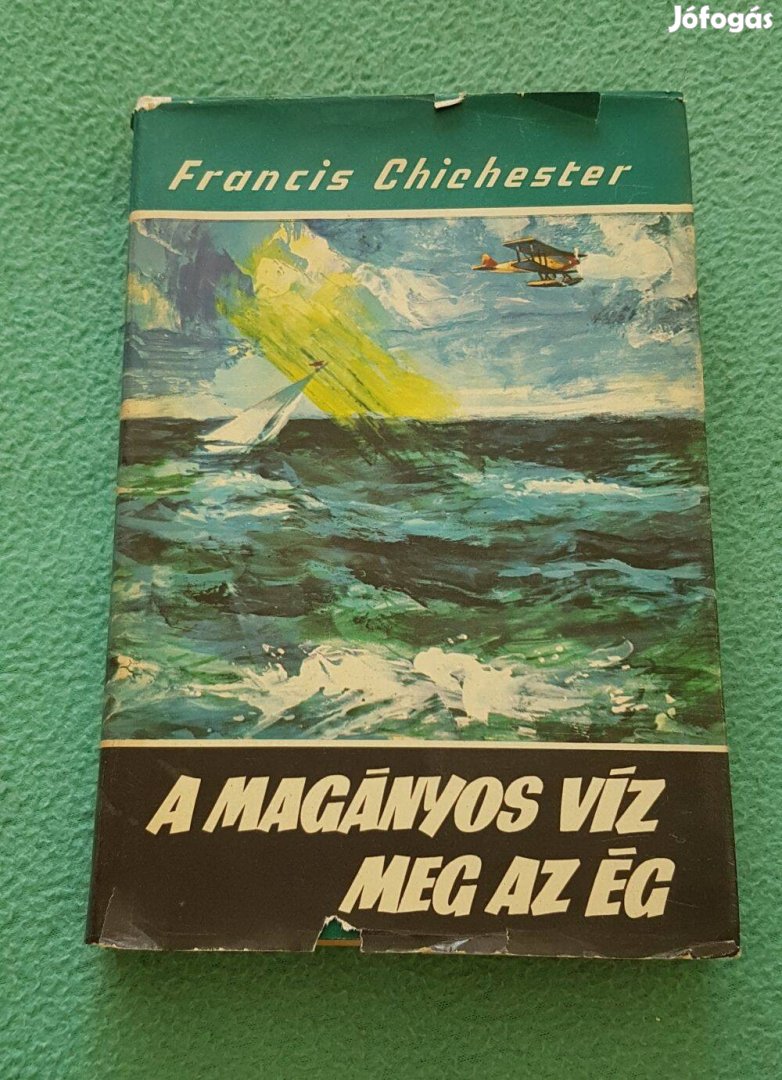 Jófogás
Francis Chichester
A MAGÁNYOS VÍZ
MEG AZ ÉG